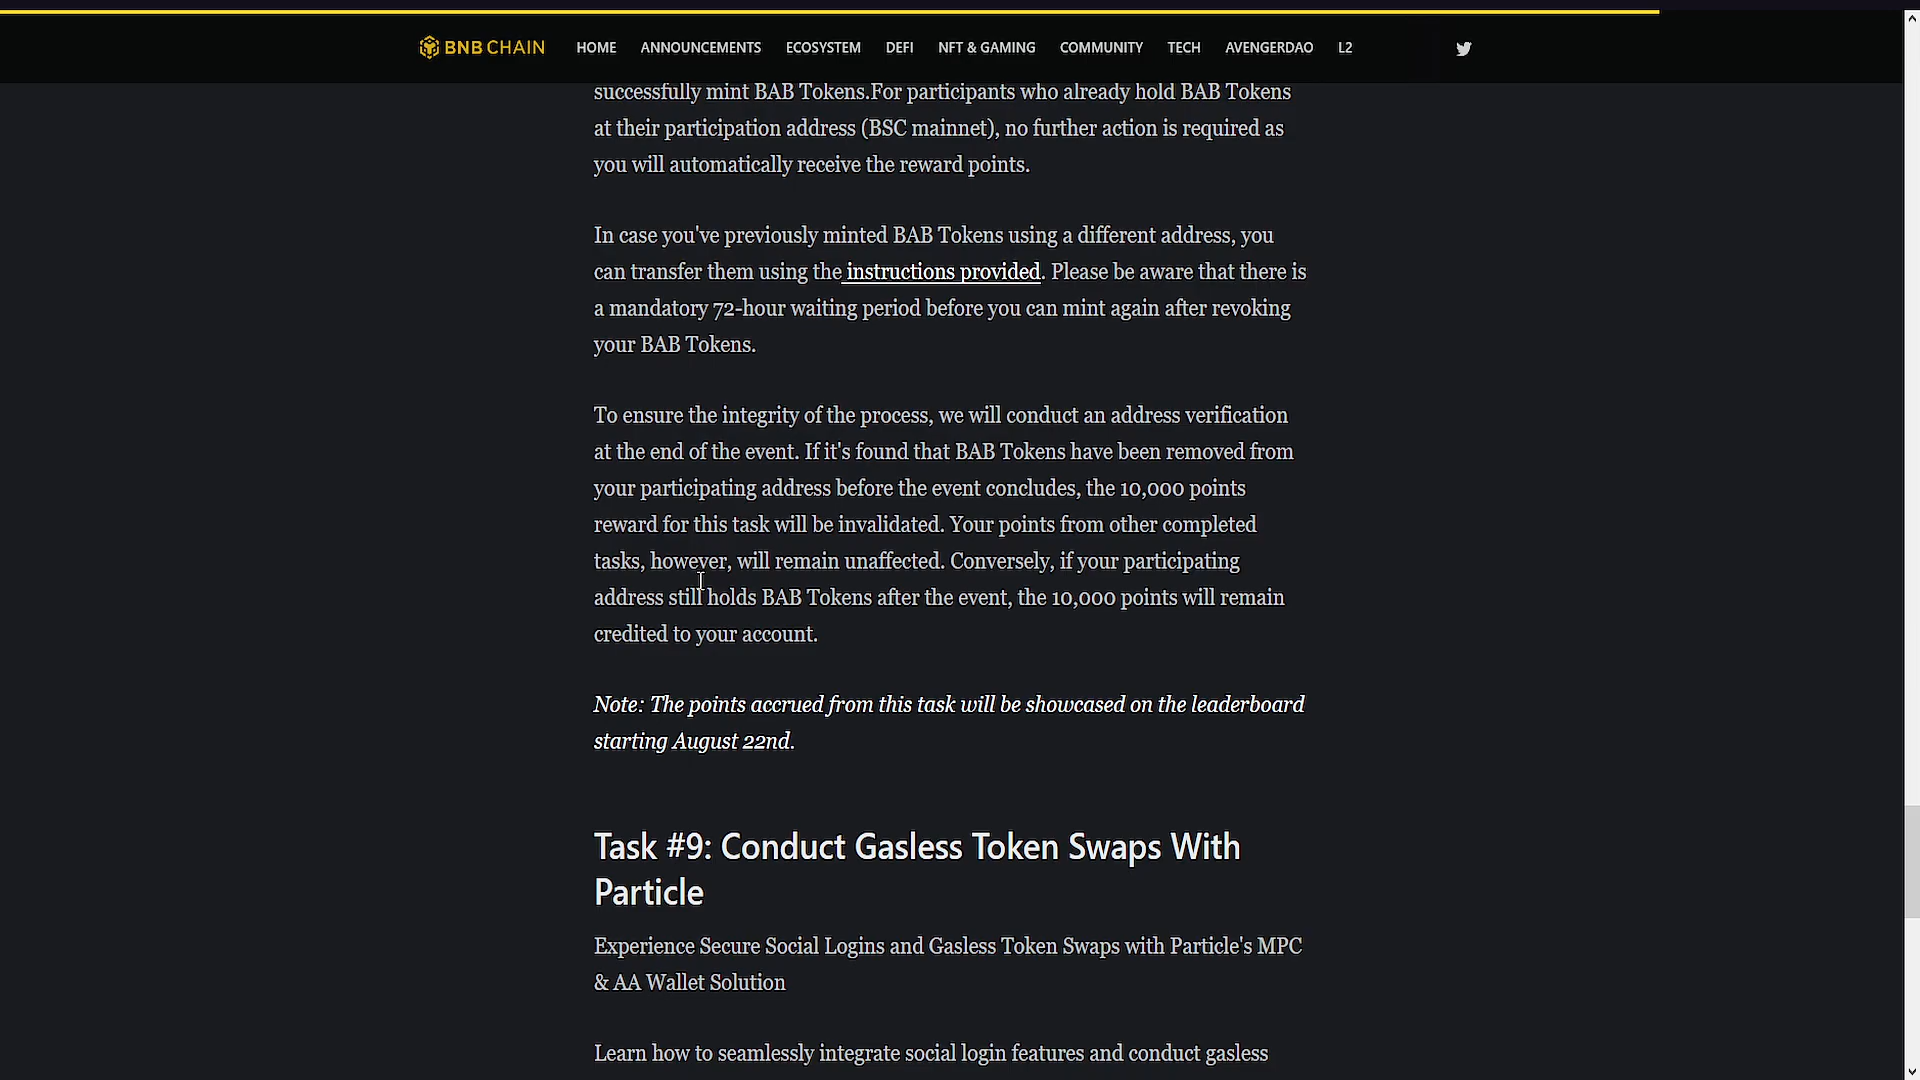 BNB CHAIN HOME ANNOUNCEMENTS ECOSYSTEM DEFI NFT & GAMING COMMUNITY TECH AVENGERDAO L2
successfully mint BAB Tokens.For participants who already hold BAB Tokens
at their participation address (BSC mainnet), no further action is required as
you will automatically receive the reward points.
In case you've previously minted BAB Tokens using a different address, you
can transfer them using the instructions provided. Please be aware that there is
a mandatory 72-hour waiting period before you can mint again after revoking
your BAB Tokens.
To ensure the integrity of the process, we will conduct an address verification
at the end of the event. If it's found that BAB Tokens have been removed from
your participating address before the event concludes, the 10,000 points
reward for this task will be invalidated. Your points from other completed
tasks, however, will remain unaffected. Conversely, if your participating
address still holds BAB Tokens after the event, the 10,000 points will remain
credited to your account.
Note: The points accrued from this task will be showcased on the leaderboard
starting August 22nd.
Task #9: Conduct Gasless Token Swaps With
Particle
Experience Secure Social Logins and Gasless Token Swaps with Particle's MPC
& AA Wallet Solution
Learn how to seamlessly integrate social login features and conduct gasless